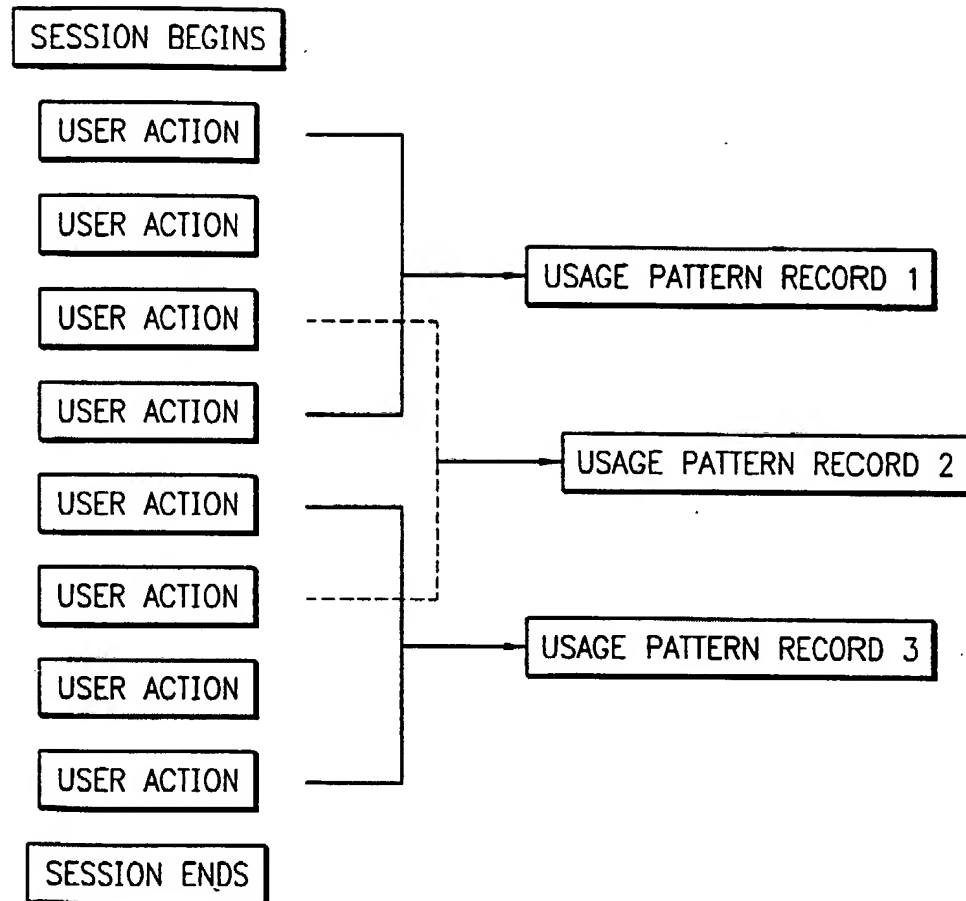 SESSION BEGINS
USER ACTION
USER ACTION
USER ACTION
USER ACTION
USER ACTION
USER ACTION
USER ACTION
USER ACTION
SESSION ENDS
USAGE PATTERN RECORD 1
USAGE PATTERN RECORD 2
USAGE PATTERN RECORD 3